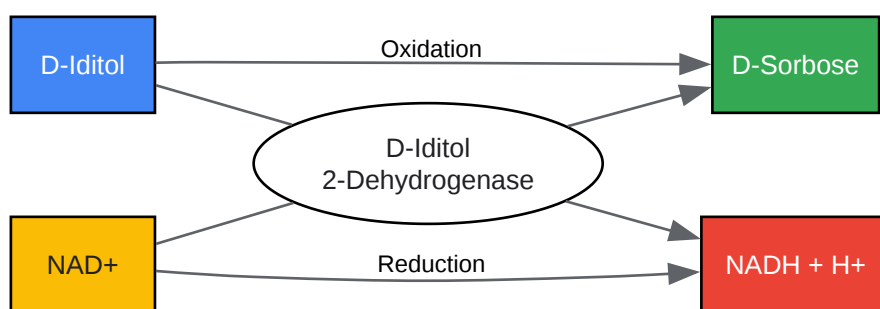 D-Iditol
Oxidation
D-Sorbose
D-Iditol
2-Dehydrogenase
NAD+
Reduction
NADH + H+